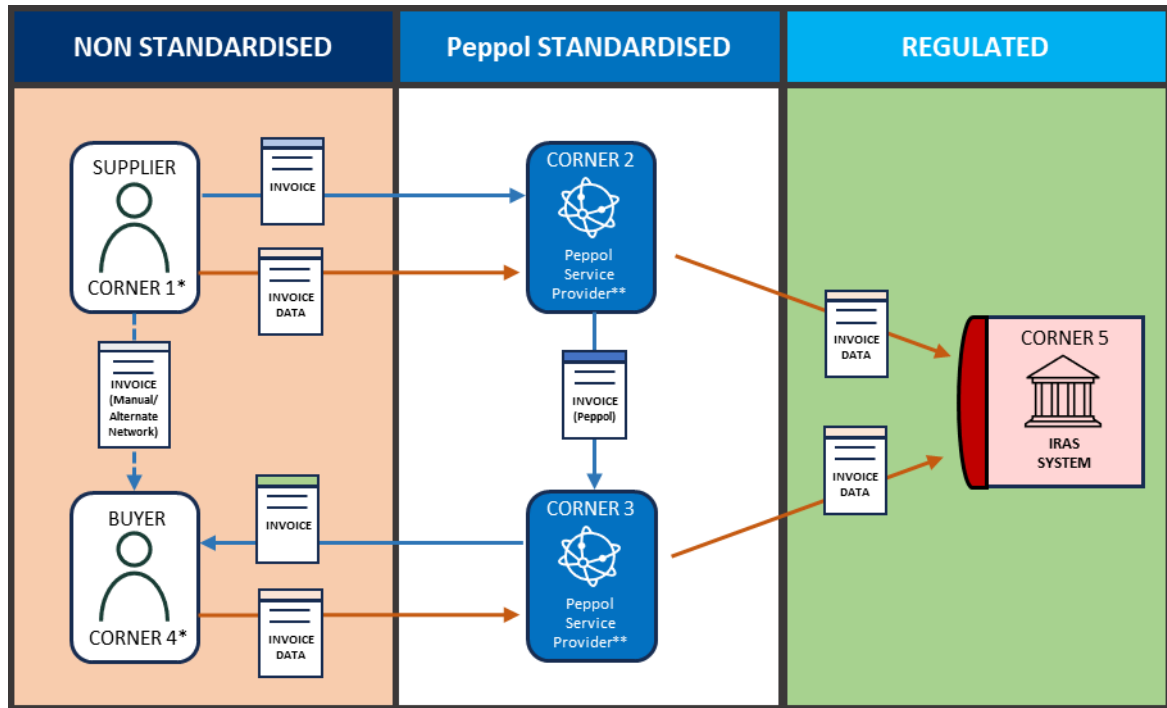 NON STANDARDISED
Peppol STANDARDISED
REGULATED
SUPPLIER
CORNER 1*
INVOICE
INVOICE
DATA
CORNER 2
Peppol
Service
Provider**
INVOICE
(Manual/
Alternate
Network)
INVOICE
(Peppol)
INVOICE
DATA
CORNER 5
IRAS
SYSTEM
INVOICE
DATA
BUYER
CORNER 4*
INVOICE
INVOICE
DATA
CORNER 3
Peppol
Service
Provider**